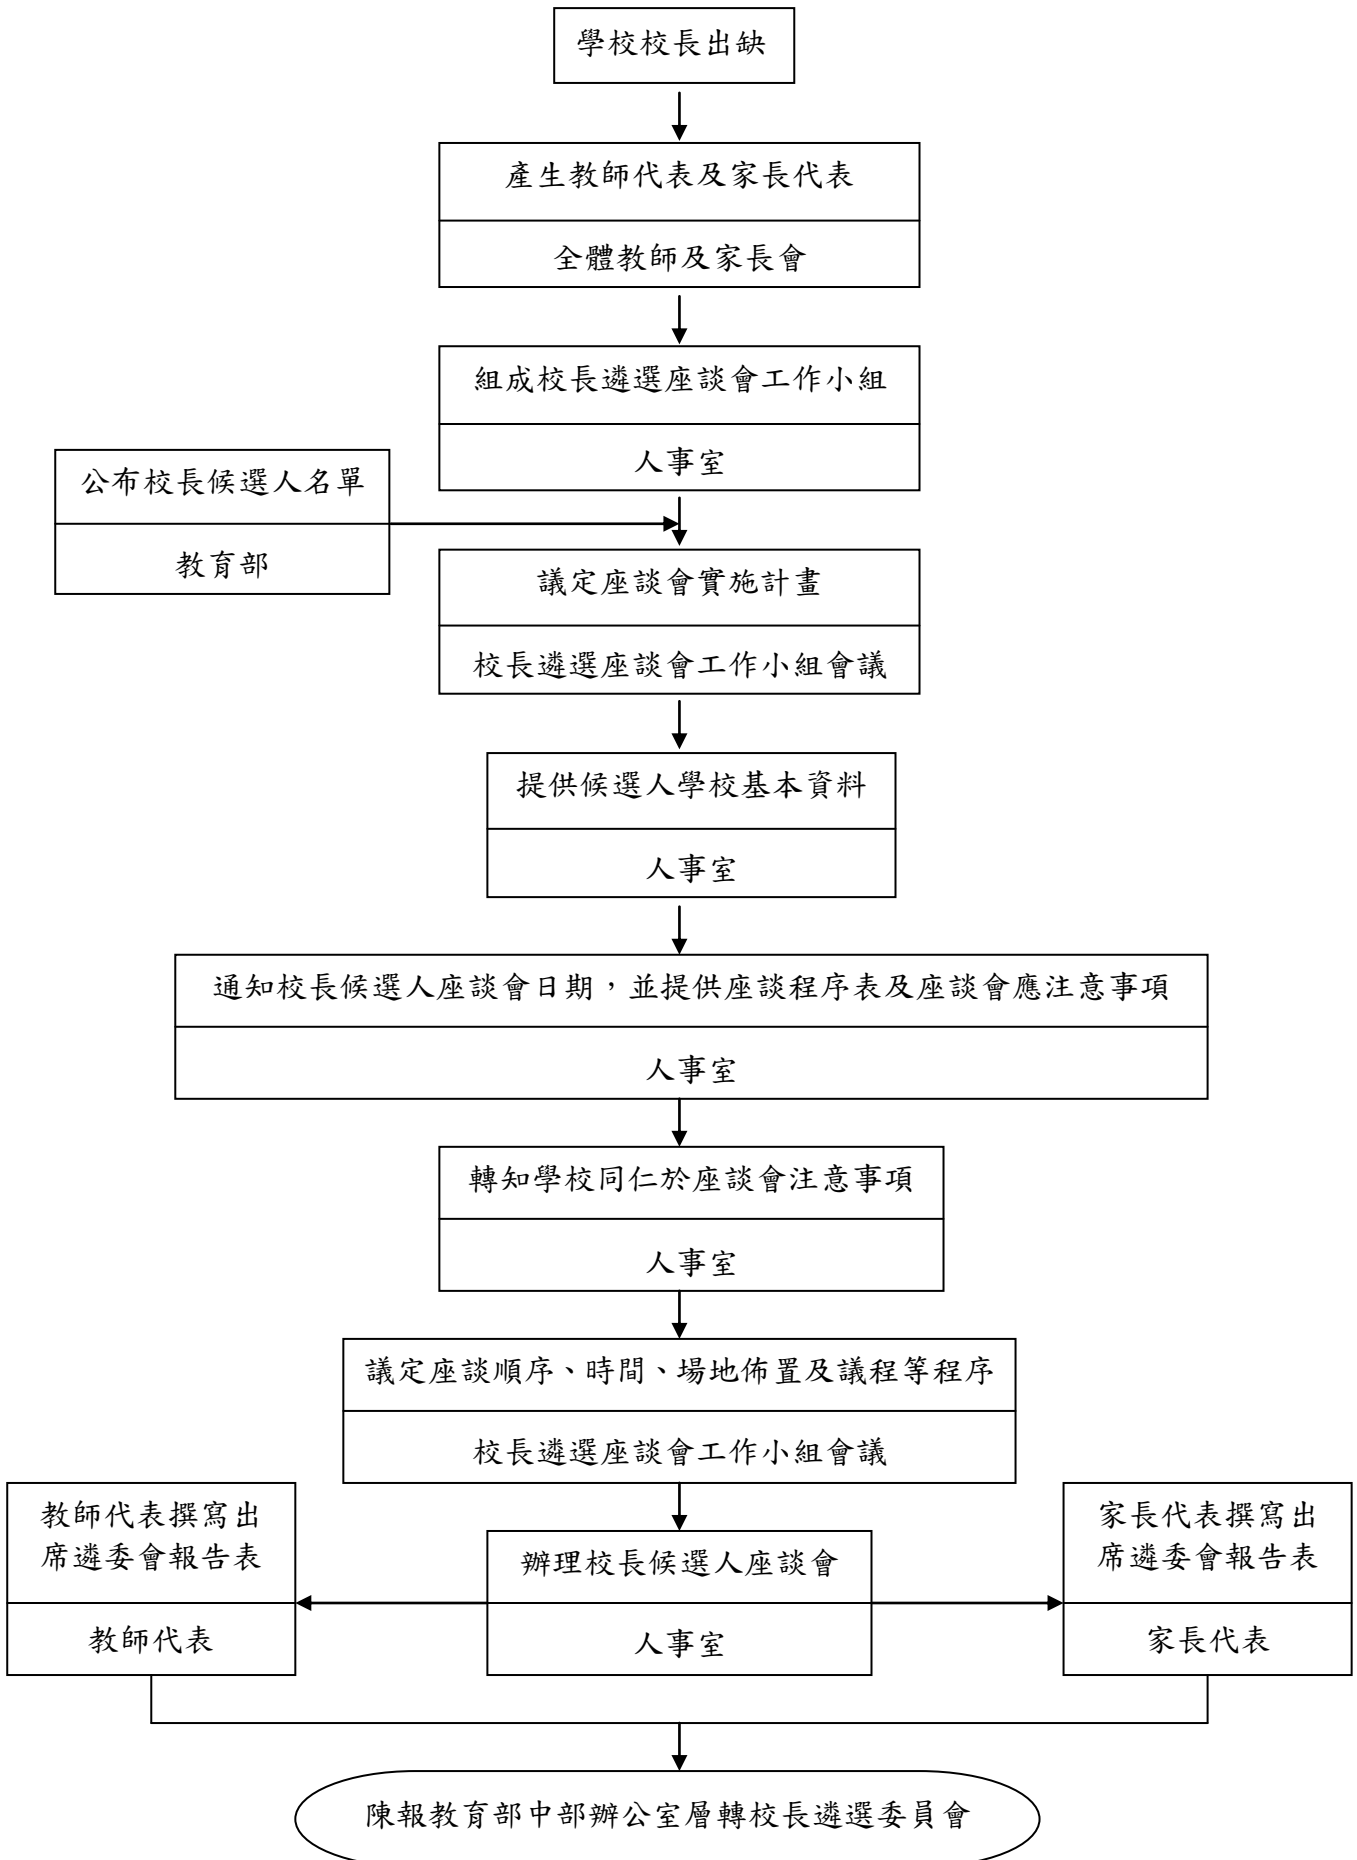 學校校長出缺
產生教師代表及家長代表
全體教師及家長會
組成校長遴選座談會工作小組
人事室
公布校長候選人名單
教育部
議定座談會實施計畫
校長遴選座談會工作小組會議
提供候選人學校基本資料
人事室
通知校長候選人座談會日期，並提供座談程序表及座談會應注意事項
人事室
轉知學校同仁於座談會注意事項
人事室
議定座談順序、時間、場地佈置及議程等程序
校長遴選座談會工作小組會議
教師代表撰寫出
席遴委會報告表
教師代表
辦理校長候選人座談會
人事室
家長代表撰寫出
席遴委會報告表
家長代表
陳報教育部中部辦公室層轉校長遴選委員會